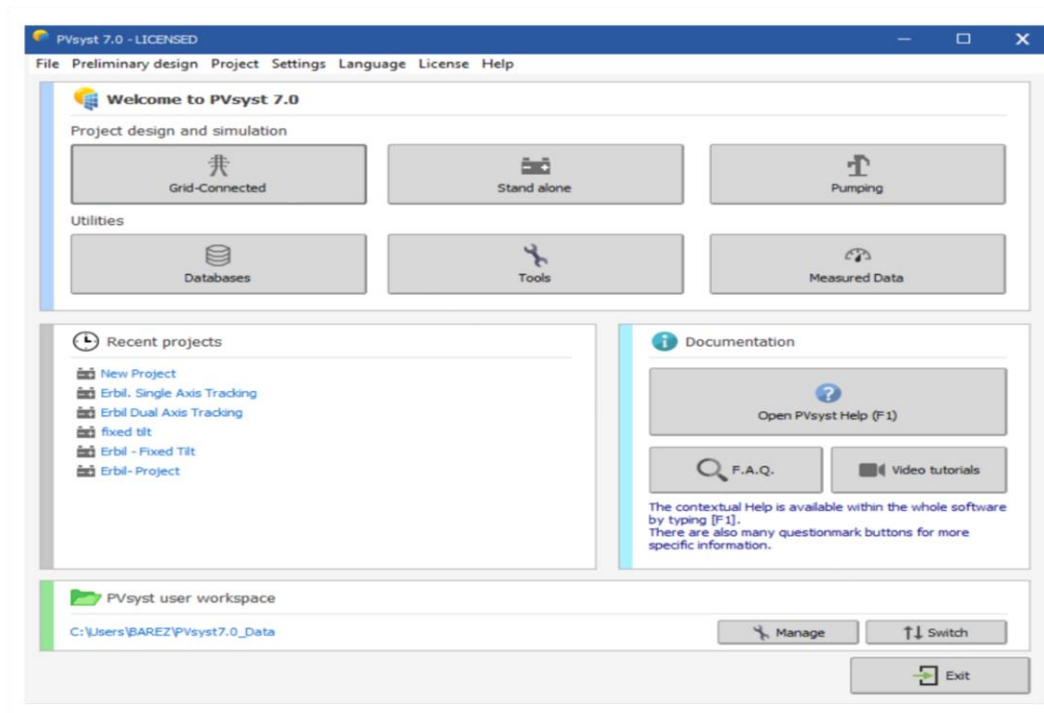 PVsyst 7.0 - LICENSED
File Preliminary design Project Settings Language License Help
Welcome to PVsyst 7.0
Project design and simulation
Grid-Connected
Stand alone
Pumping
Utilities
Databases
Tools
Measured Data
Recent projects
New Project
Erbil. Single Axis Tracking
Erbil Dual Axis Tracking
fixed tilt
Erbil - Fixed Tilt
Erbil- Project
Documentation
Open PVsyst Help (F1)
F.A.Q.
Video tutorials
The contextual Help is available within the whole software
by typing [F1].
There are also many questionmark buttons for more
specific information.
PVsyst user workspace
C:\Users\BAREZ\PVsyst7.0_Data
Manage
Switch
Exit